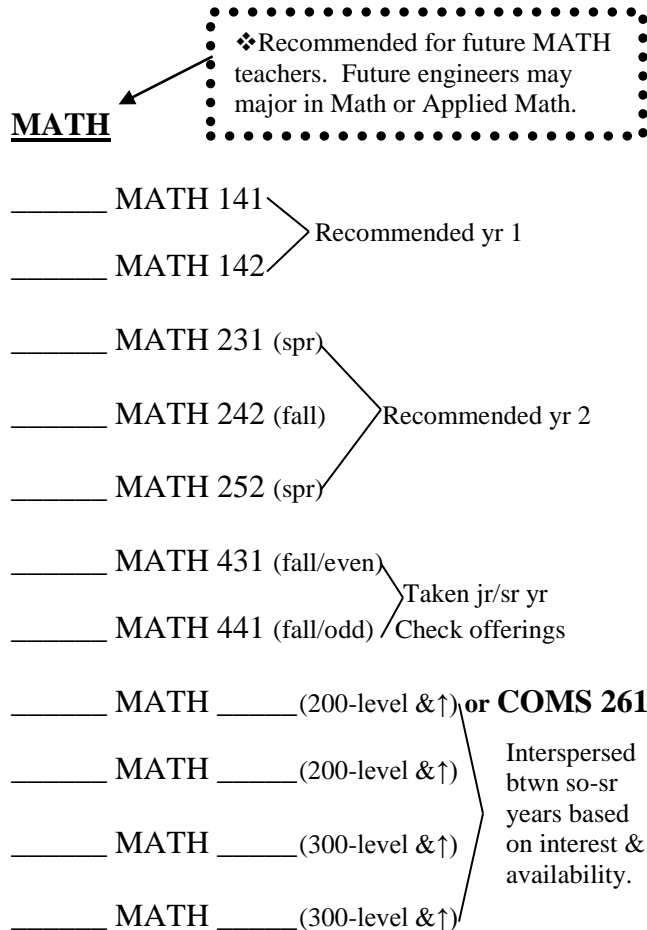 ❖Recommended for future MATH
teachers. Future engineers may
major in Math or Applied Math.
MATH
______ MATH 141
Recommended yr 1
______ MATH 142
______ MATH 231 (spr)
______ MATH 242 (fall)
Recommended yr 2
______ MATH 252 (spr)
______ MATH 431 (fall/even)
Taken jr/sr yr
______ MATH 441 (fall/odd)
Check offerings
______ MATH _____(200-level &↑) or COMS 261
______ MATH _____(200-level &↑)
______ MATH _____(300-level &↑)
______ MATH _____(300-level &↑)
Interspersed
btwn so-sr
years based
on interest &
availability.